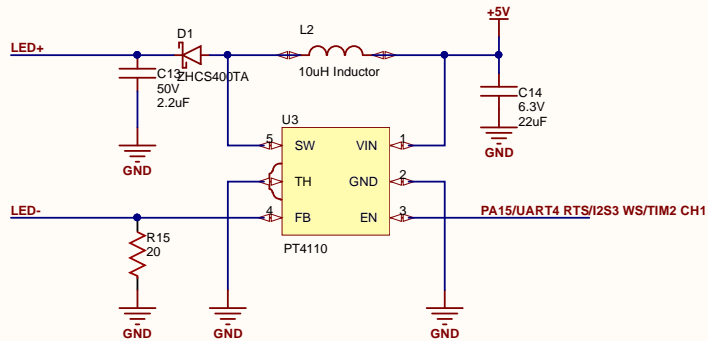 +5V
D1
L2
LED+
C13
ZHCS400TA
10uH Inductor
50V
2.2uF
C14
6.3V
22uF
U3
GND
GND
5
SW
VIN
1
TH
GND
2
LED-
4
FB
EN
3
PA15/UART4 RTS/I2S3 WS/TIM2 CH1
R15
20
PT4110
GND
GND
GND